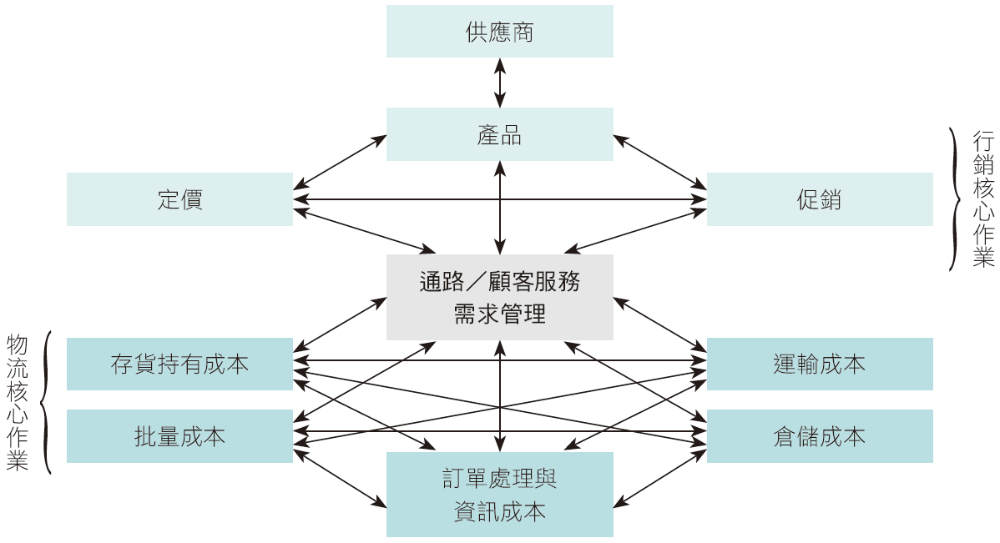 供應商
產品
定價
促銷
行銷核心作業
通路／顧客服務
需求管理
物流核心作業
存貨持有成本
運輸成本
批量成本
倉儲成本
訂單處理與
資訊成本